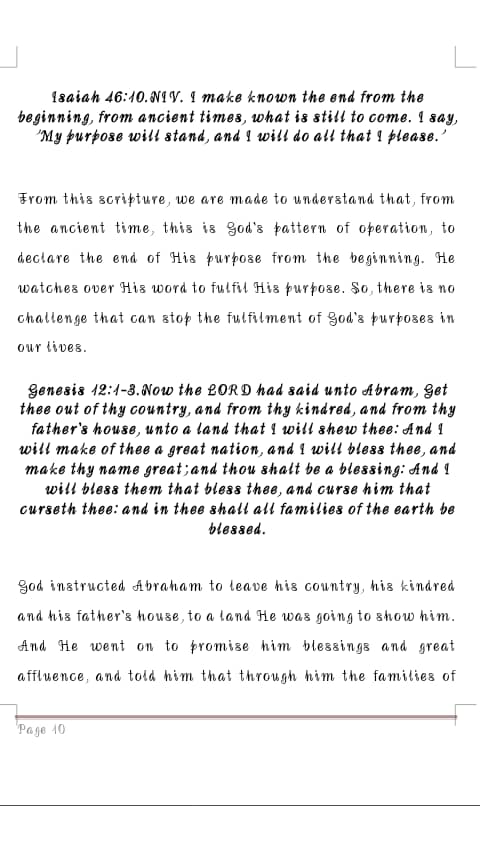 Isaiah 46:10.NIV. I make known the end from the
beginning, from ancient times, what is still to come. I say,
'My purpose will stand, and I will do all that I please.'
From this scripture, we are made to understand that, from
the ancient time, this is God's pattern of operation, to
declare the end of His purpose from the beginning. He
watches over His word to fulfil His purpose. So, there is no
challenge that can stop the fulfilment of God's purposes in
our lives.
Genesis 12:1-3.Now the LORD had said unto Abram, Get
thee out of thy country, and from thy kindred, and from thy
father's house, unto a land that I will shew thee: And I
will make of thee a great nation, and I will bless thee, and
make thy name great; and thou shalt be a blessing: And I
will bless them that bless thee, and curse him that
curseth thee: and in thee shall all families of the earth be
blessed.
God instructed Abraham to leave his country, his kindred
and his father's house, to a land He was going to show him.
And He went on to promise him blessings and great
affluence, and told him that through him the families of
Page 10